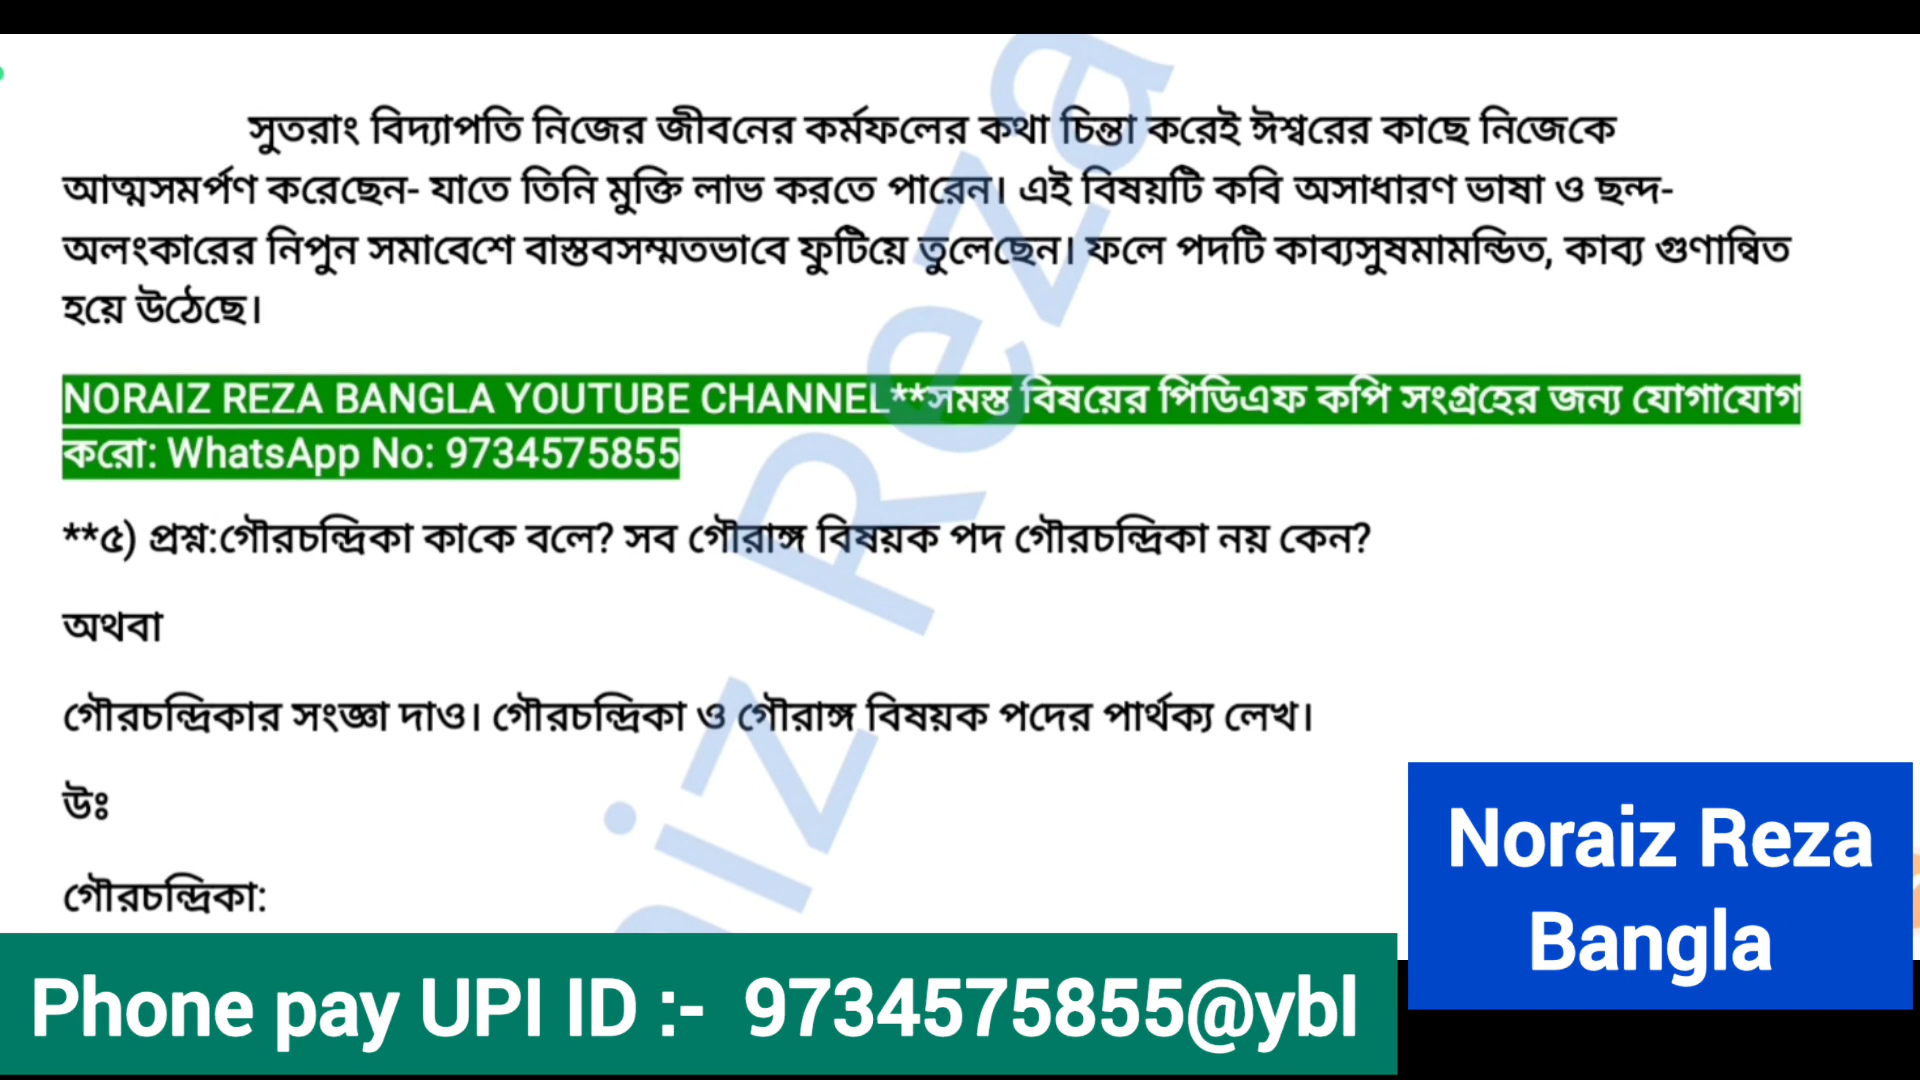 সুতরাং বিদ্যাপতি নিজের জীবনের কর্মফলের কথা চিন্তা করেই ঈশ্বরের কাছে নিজেকে
আত্মসমর্পণ করেছেন- যাতে তিনি মুক্তি লাভ করতে পারেন। এই বিষয়টি কবি অসাধারণ ভাষা ও ছন্দ-
অলংকারের নিপুন সমাবেশে বাস্তবসম্মতভাবে ফুটিয়ে তুলেছেন। ফলে পদটি কাব্যসুষমামন্ডিত, কাব্য গুণান্বিত
হয়ে উঠেছে।
NORAIZ REZA BANGLA YOUTUBE CHANNEL**সমস্ত বিষয়ের পিডিএফ কপি সংগ্রহের জন্য যোগাযোগ
করো: WhatsApp No: 9734575855
**৫) প্রশ্ন:গৌরচন্দ্রিকা কাকে বলে? সব গৌরাঙ্গ বিষয়ক পদ গৌরচন্দ্রিকা নয় কেন?
অথবা
গৌরচন্দ্রিকার সংজ্ঞা দাও। গৌরচন্দ্রিকা ও গৌরাঙ্গ বিষয়ক পদের পার্থক্য লেখ।
উঃ
গৌরচন্দ্রিকা:
iz Reza
Noraiz Reza
Bangla
Phone pay UPI ID :- 9734575855@ybl